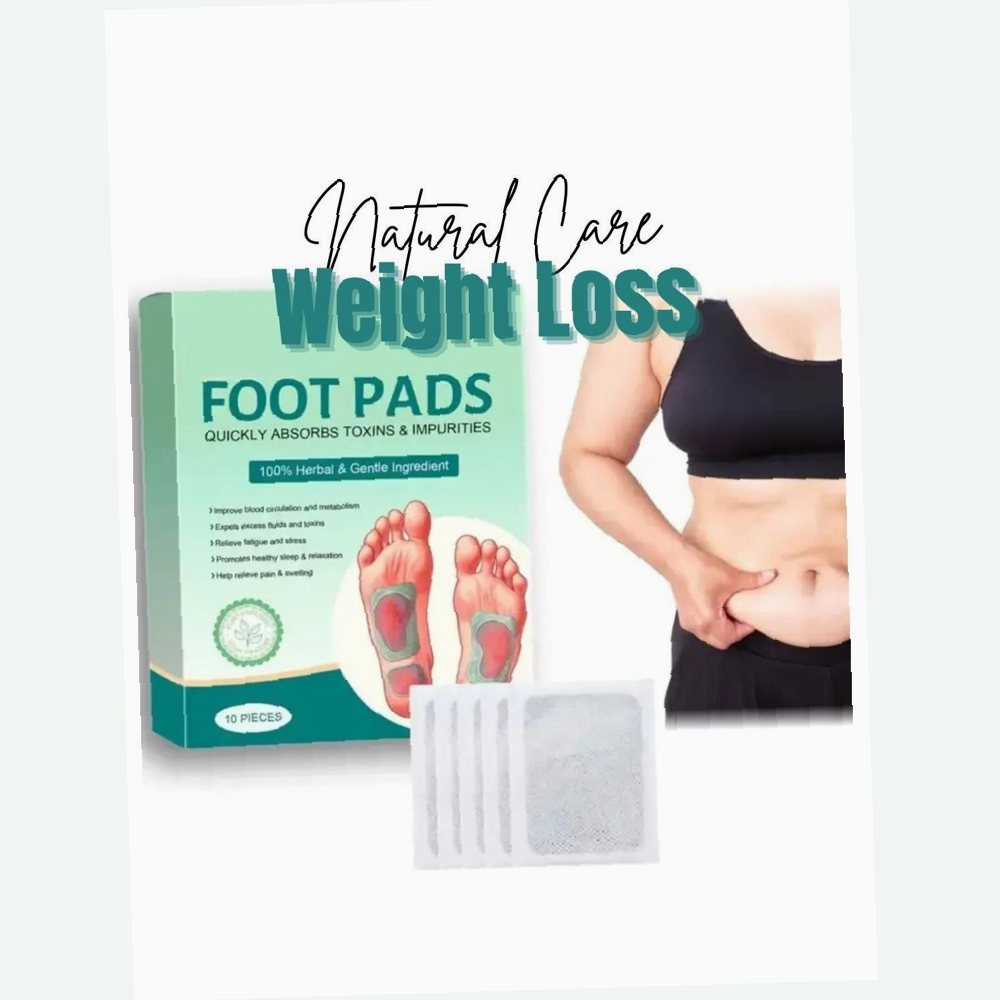 Natural Care
Weight Loss
FOOT PADS
QUICKLY ABSORBS TOXINS & IMPURITIES
100% Herbal & Gentle Ingredient
Improve blood circulation and metabolism
Expels excess fluids and toxins
Relieve fatigue and stress
Promotes healthy sleep & relaxation
Help relieve pain & swelling
10 PIECES